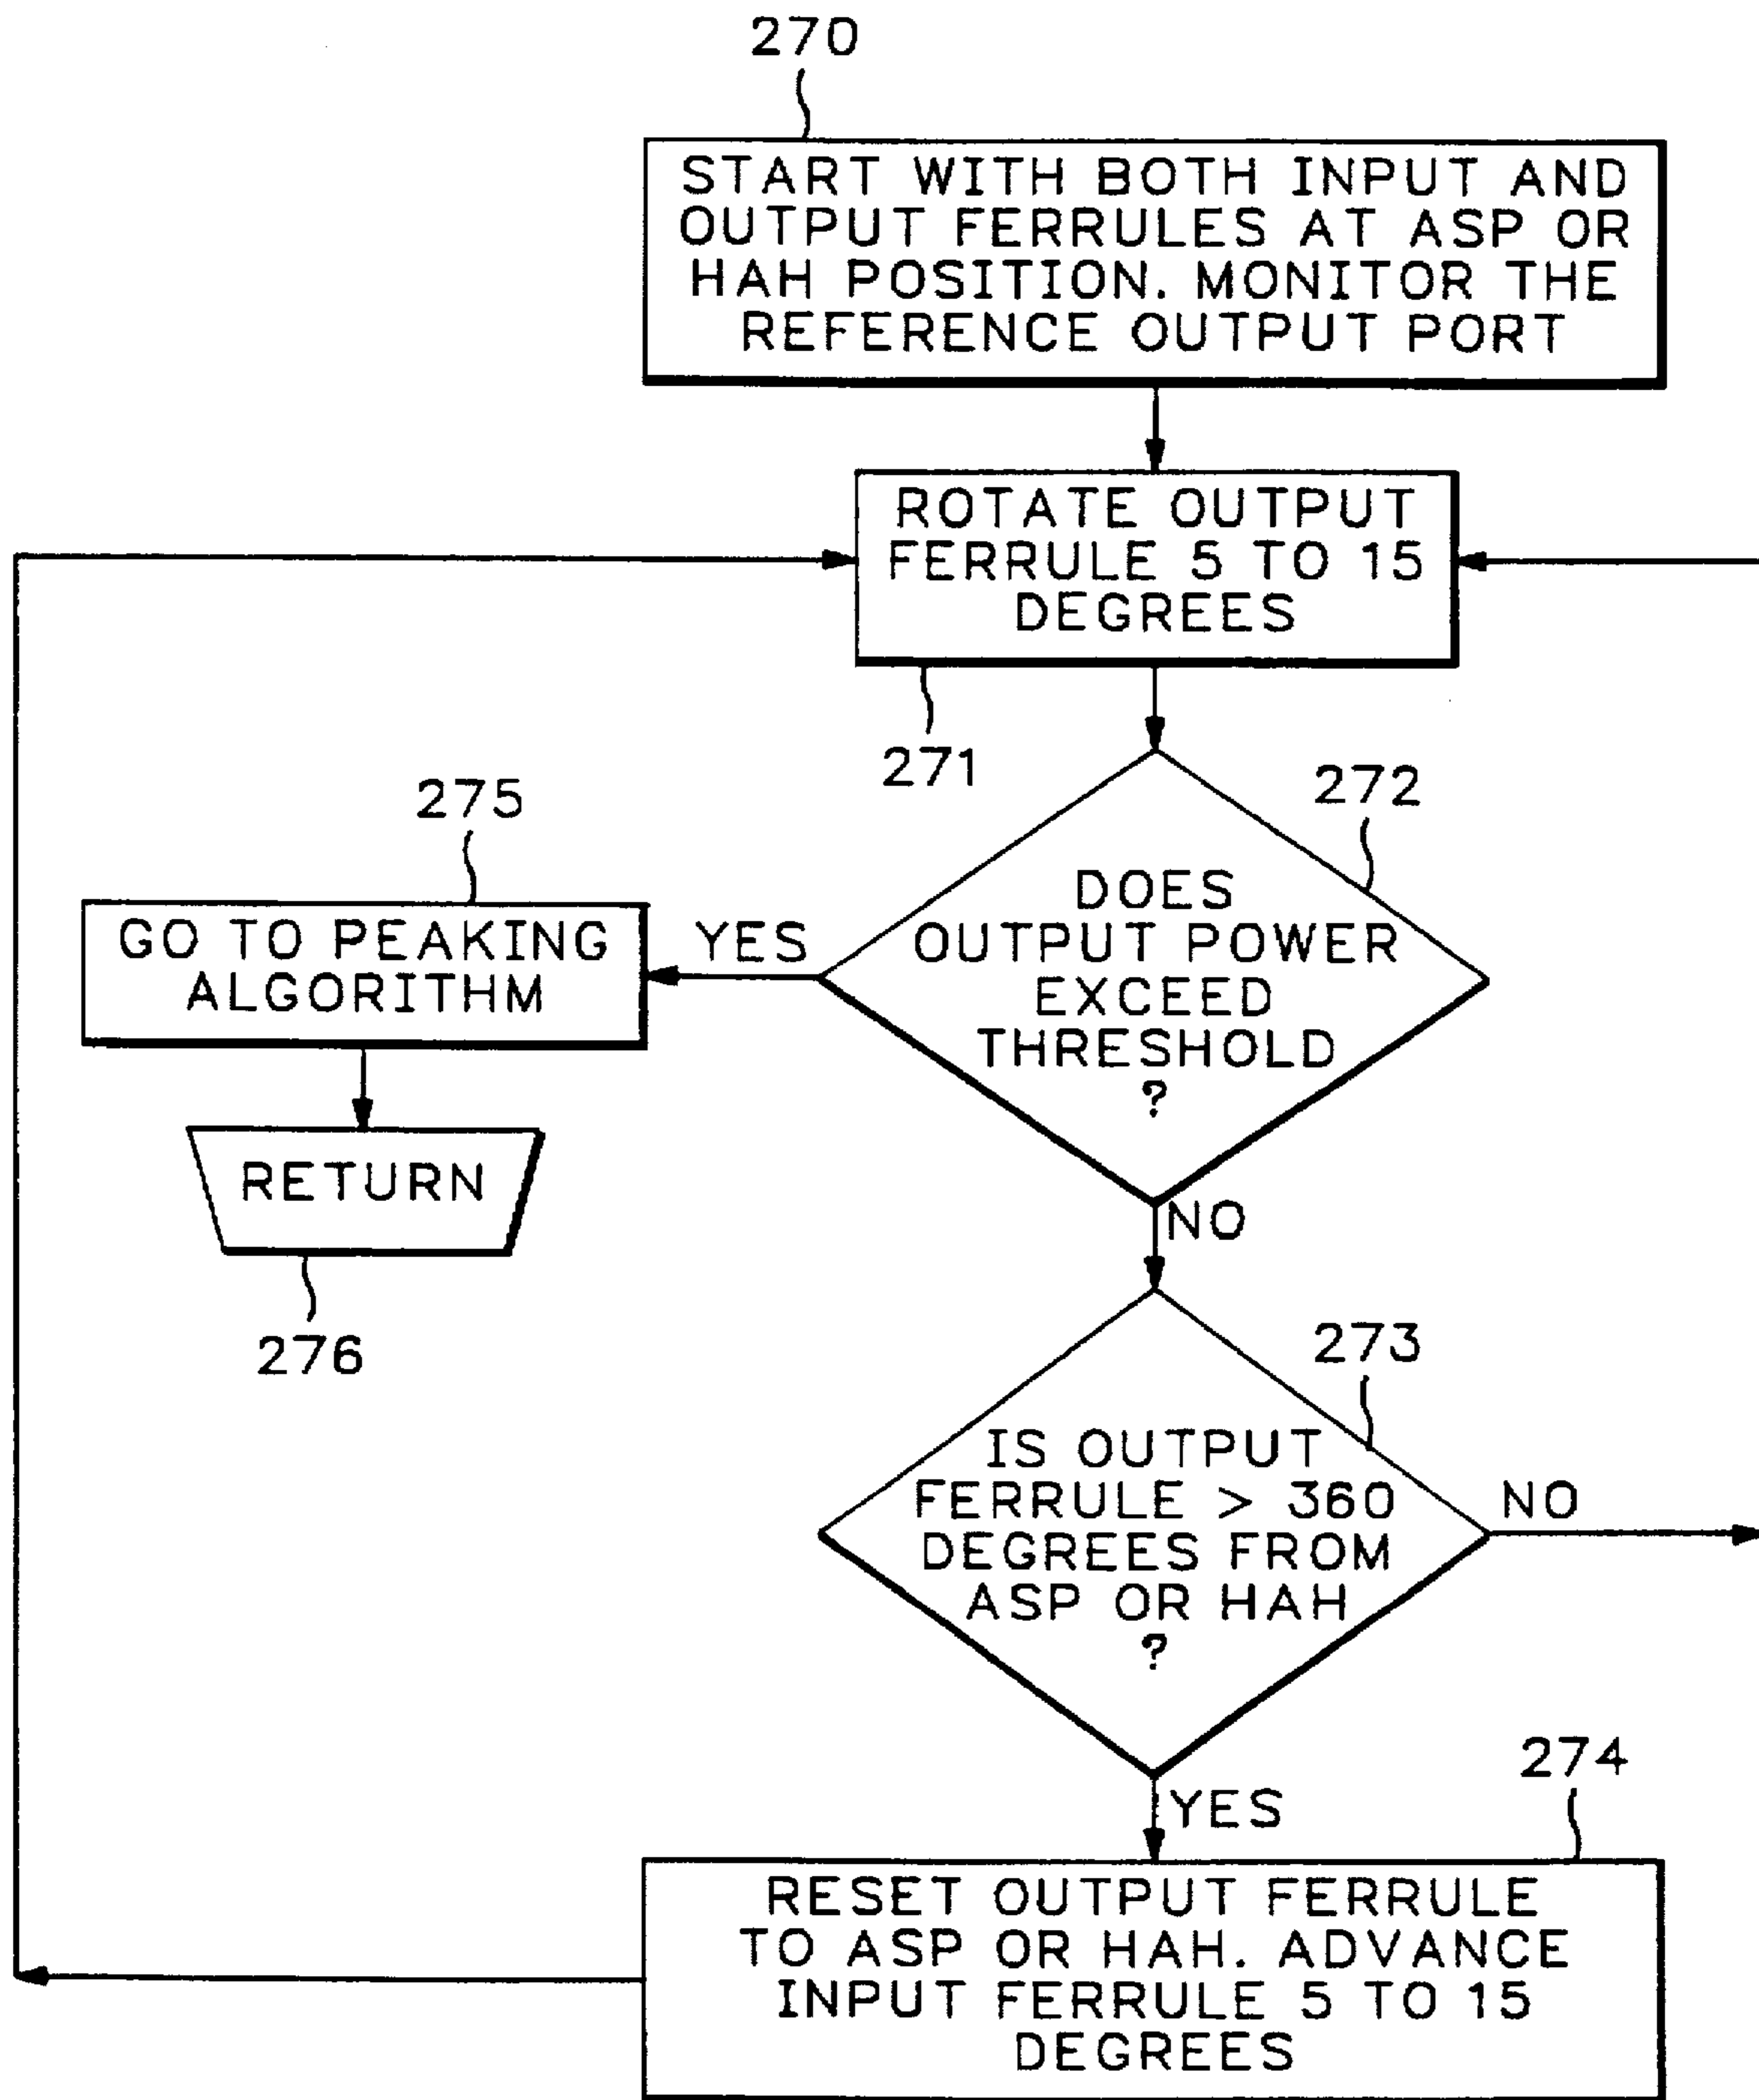 270
START WITH BOTH INPUT AND
OUTPUT FERRULES AT ASP OR
HAH POSITION. MONITOR THE
REFERENCE OUTPUT PORT
ROTATE OUTPUT
FERRULE 5 TO 15
DEGREES
271
272
DOES
OUTPUT POWER
EXCEED
THRESHOLD
?
YES
275
GO TO PEAKING
ALGORITHM
RETURN
276
NO
273
IS OUTPUT
FERRULE > 360
DEGREES FROM
ASP OR HAH
?
NO
YES
274
RESET OUTPUT FERRULE
TO ASP OR HAH. ADVANCE
INPUT FERRULE 5 TO 15
DEGREES